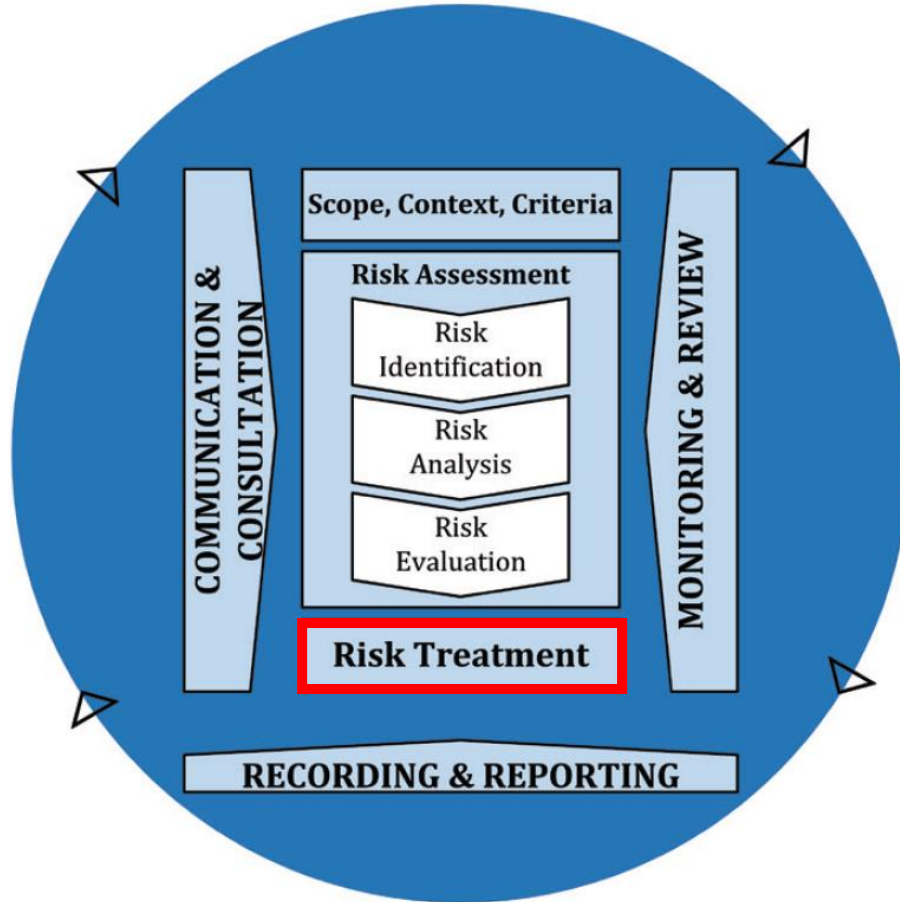 Scope, Context, Criteria
Risk Assessment
Risk
Identification
Risk
Analysis
Risk
Evaluation
Risk Treatment
COMMUNICATION &
CONSULTATION
MONITORING & REVIEW
RECORDING & REPORTING